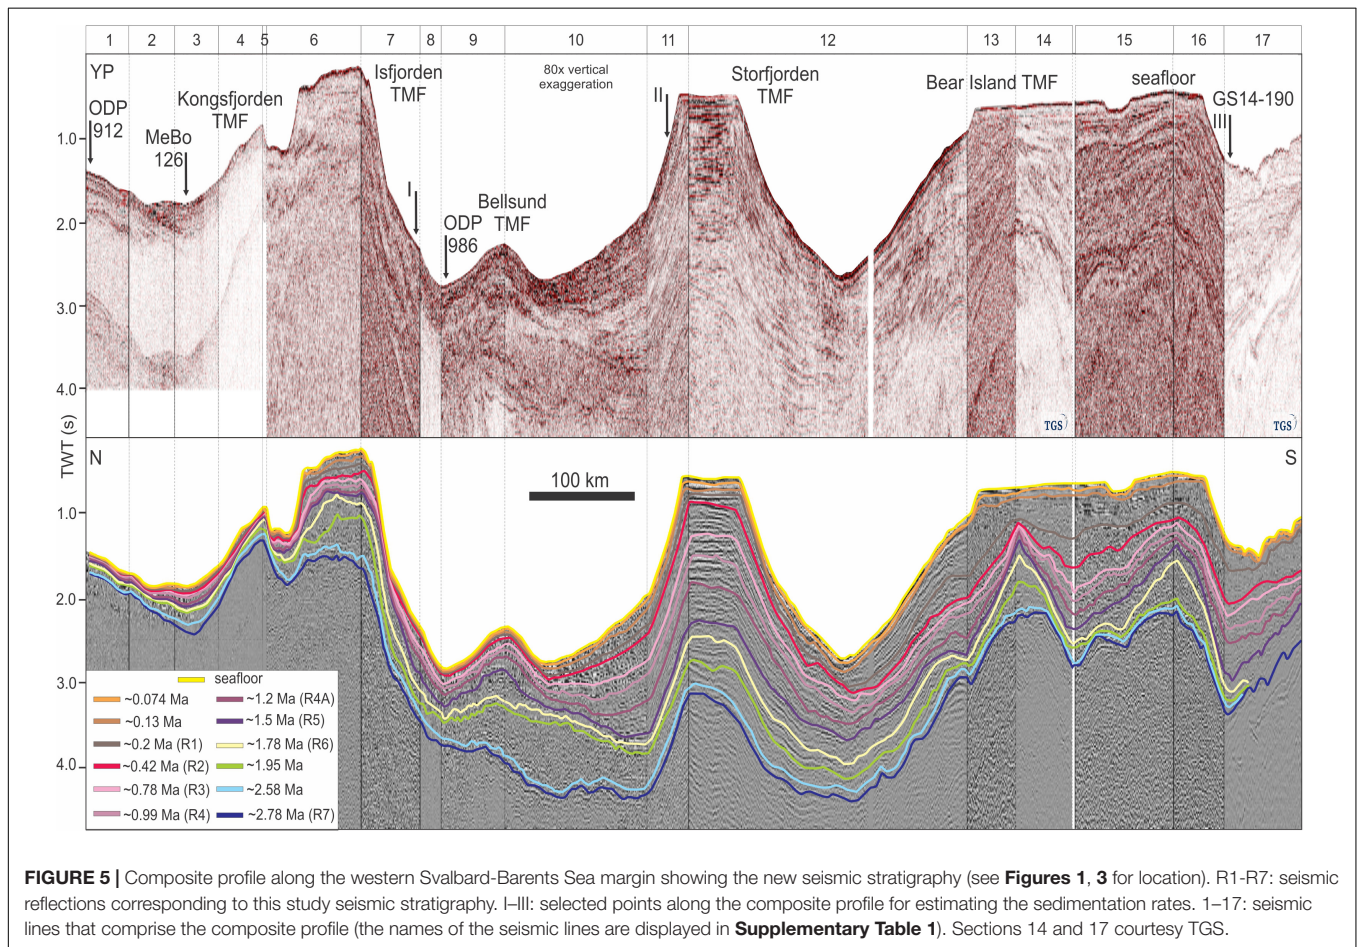 1 2 3 4 5 6 7 8 9 10 11 12 13 14 15 16 17
YP
ODP
912
MeBo
126
Kongsfjorden
TMF
Isfjorden
TMF
I
ODP
986
Bellsund
TMF
80x vertical
exaggeration
II
Storfjorden
TMF
Bear Island TMF
seafloor
GS14-190
III
1.0
2.0
3.0
4.0
TGS
TGS
TWT (s)
N
S
100 km
1.0
2.0
3.0
4.0
seafloor
~0.074 Ma
~0.13 Ma
~0.2 Ma (R1)
~0.42 Ma (R2)
~0.78 Ma (R3)
~0.99 Ma (R4)
~1.2 Ma (R4A)
~1.5 Ma (R5)
~1.78 Ma (R6)
~1.95 Ma
~2.58 Ma
~2.78 Ma (R7)
FIGURE 5 | Composite profile along the western Svalbard-Barents Sea margin showing the new seismic stratigraphy (see Figures 1, 3 for location). R1-R7: seismic
reflections corresponding to this study seismic stratigraphy. I–III: selected points along the composite profile for estimating the sedimentation rates. 1–17: seismic
lines that comprise the composite profile (the names of the seismic lines are displayed in Supplementary Table 1). Sections 14 and 17 courtesy TGS.